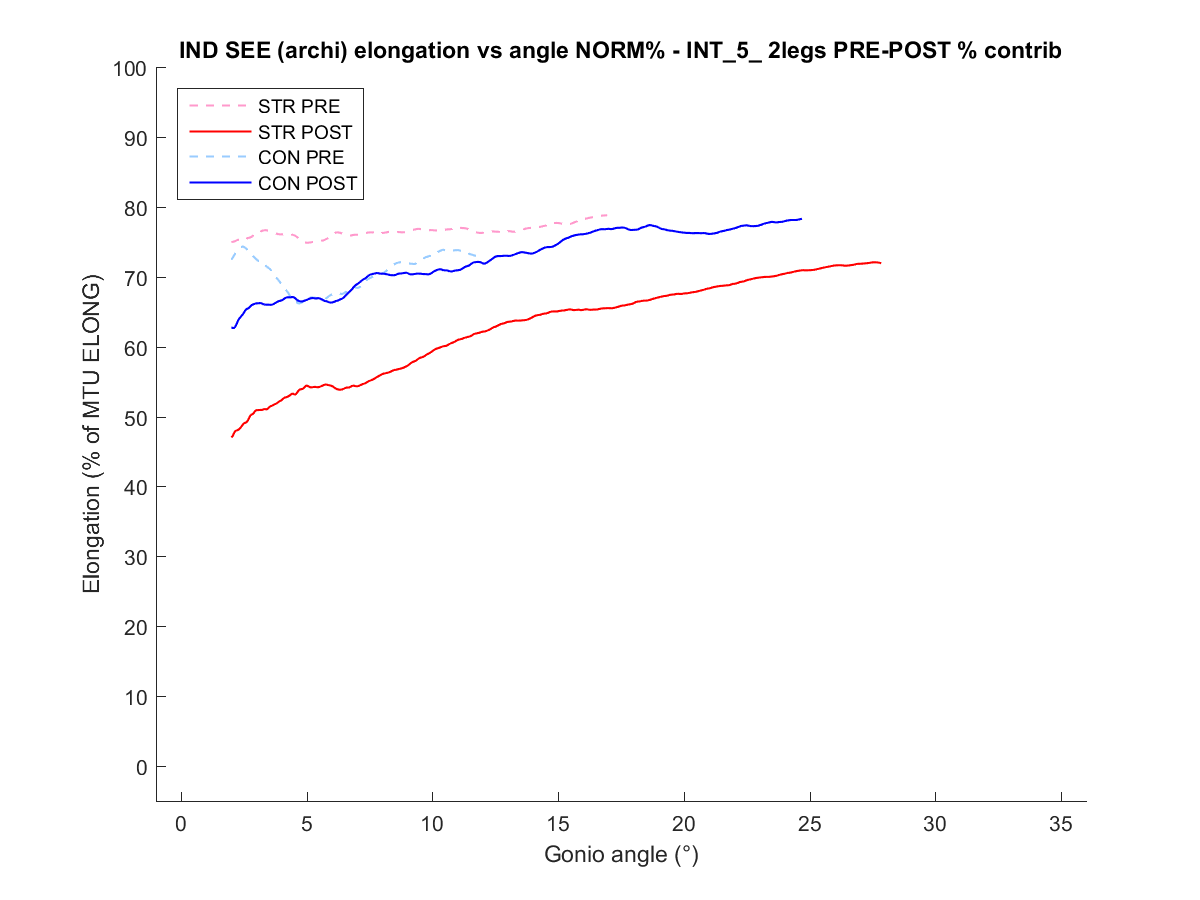 IND SEE (archi) elongation vs angle NORM% - INT_5_ 2legs PRE-POST % contrib
100
90
80
70
60
50
40
30
20
10
0
STR PRE
STR POST
CON PRE
CON POST
Elongation (% of MTU ELONG)
0 5 10 15 20 25 30 35
Gonio angle (°)